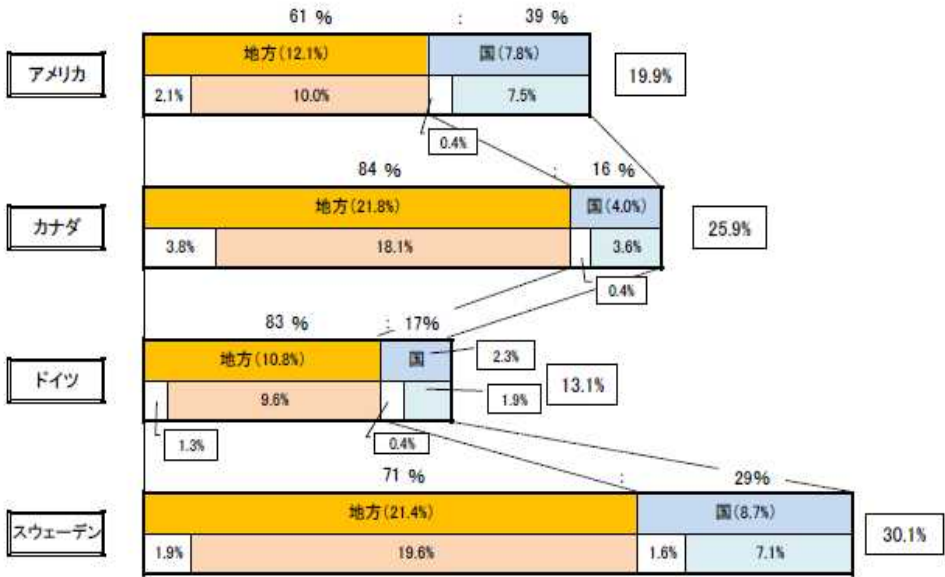 61 % : 39 %
アメリカ
地方(12.1%) 国(7.8%)
19.9%
2.1% 10.0% 7.5%
0.4%
84 % : 16 %
カナダ
地方(21.8%) 国(4.0%)
25.9%
3.8% 18.1% 3.6%
0.4%
83 % : 17%
ドイツ
地方(10.8%) 国 2.3%
13.1%
9.6% 1.9%
1.3% 0.4%
71 % : 29%
スウェーデン
地方(21.4%) 国(8.7%)
30.1%
1.9% 19.6% 1.6% 7.1%